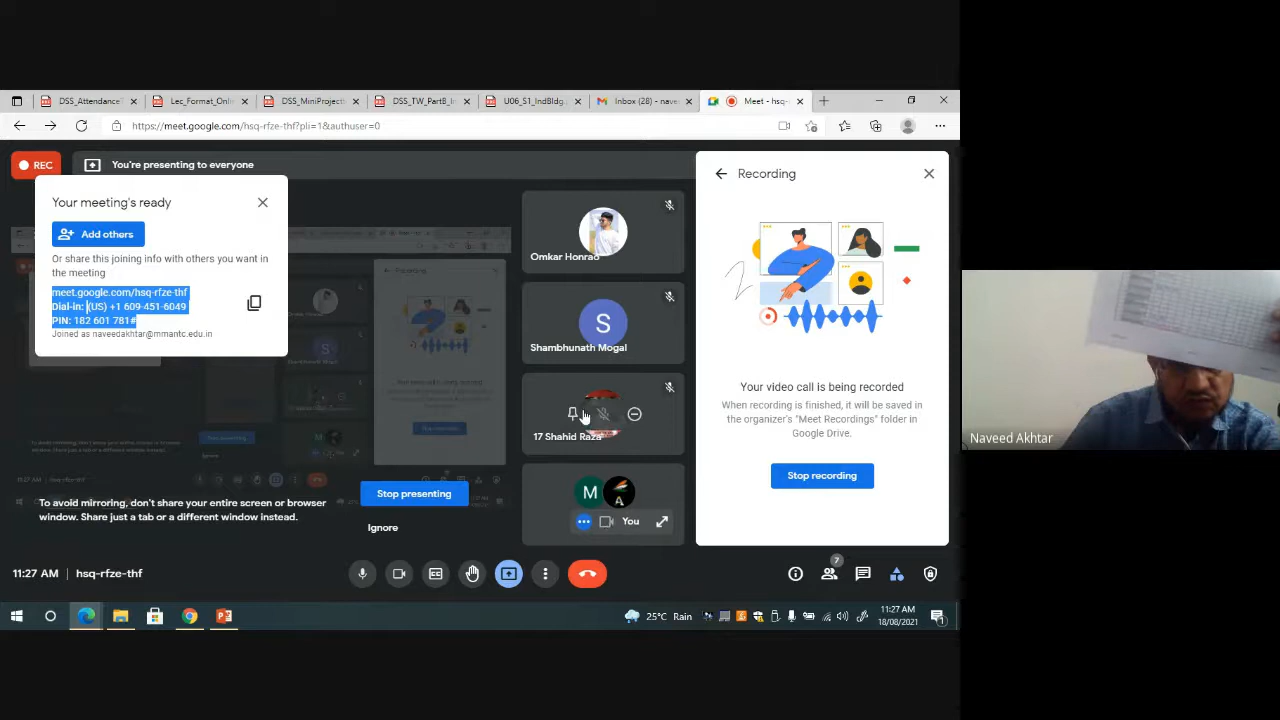 DSS_Attendance
Lec_Format_Onli
DSS_MiniProject
DSS_TW_PartB_In
U06_S1_IndBldg.
Inbox (28) - nave
Meet - hsq-
https://meet.google.com/hsq-rfze-thf?pli=1&authuser=0
REC
You're presenting to everyone
Your meeting's ready
Add others
Or share this joining info with others you want in
the meeting
meet.google.com/hsq-rfze-thf
Dial-in: (US) +1 609-451-6049
PIN: 182 601 781#
Joined as naveedakhtar@mmantc.edu.in
To avoid mirroring, don't share your entire screen or browser
window. Share just a tab or a different window instead.
Stop presenting
Ignore
Omkar Honrao
S
Shambhunath Mogal
17 Shahid Raza
M
A
You
Recording
Your video call is being recorded
When recording is finished, it will be saved in
the organizer's "Meet Recordings" folder in
Google Drive.
Stop recording
11:27 AM | hsq-rfze-thf
7
25°C Rain
11:27 AM
18/08/2021
1
Naveed Akhtar